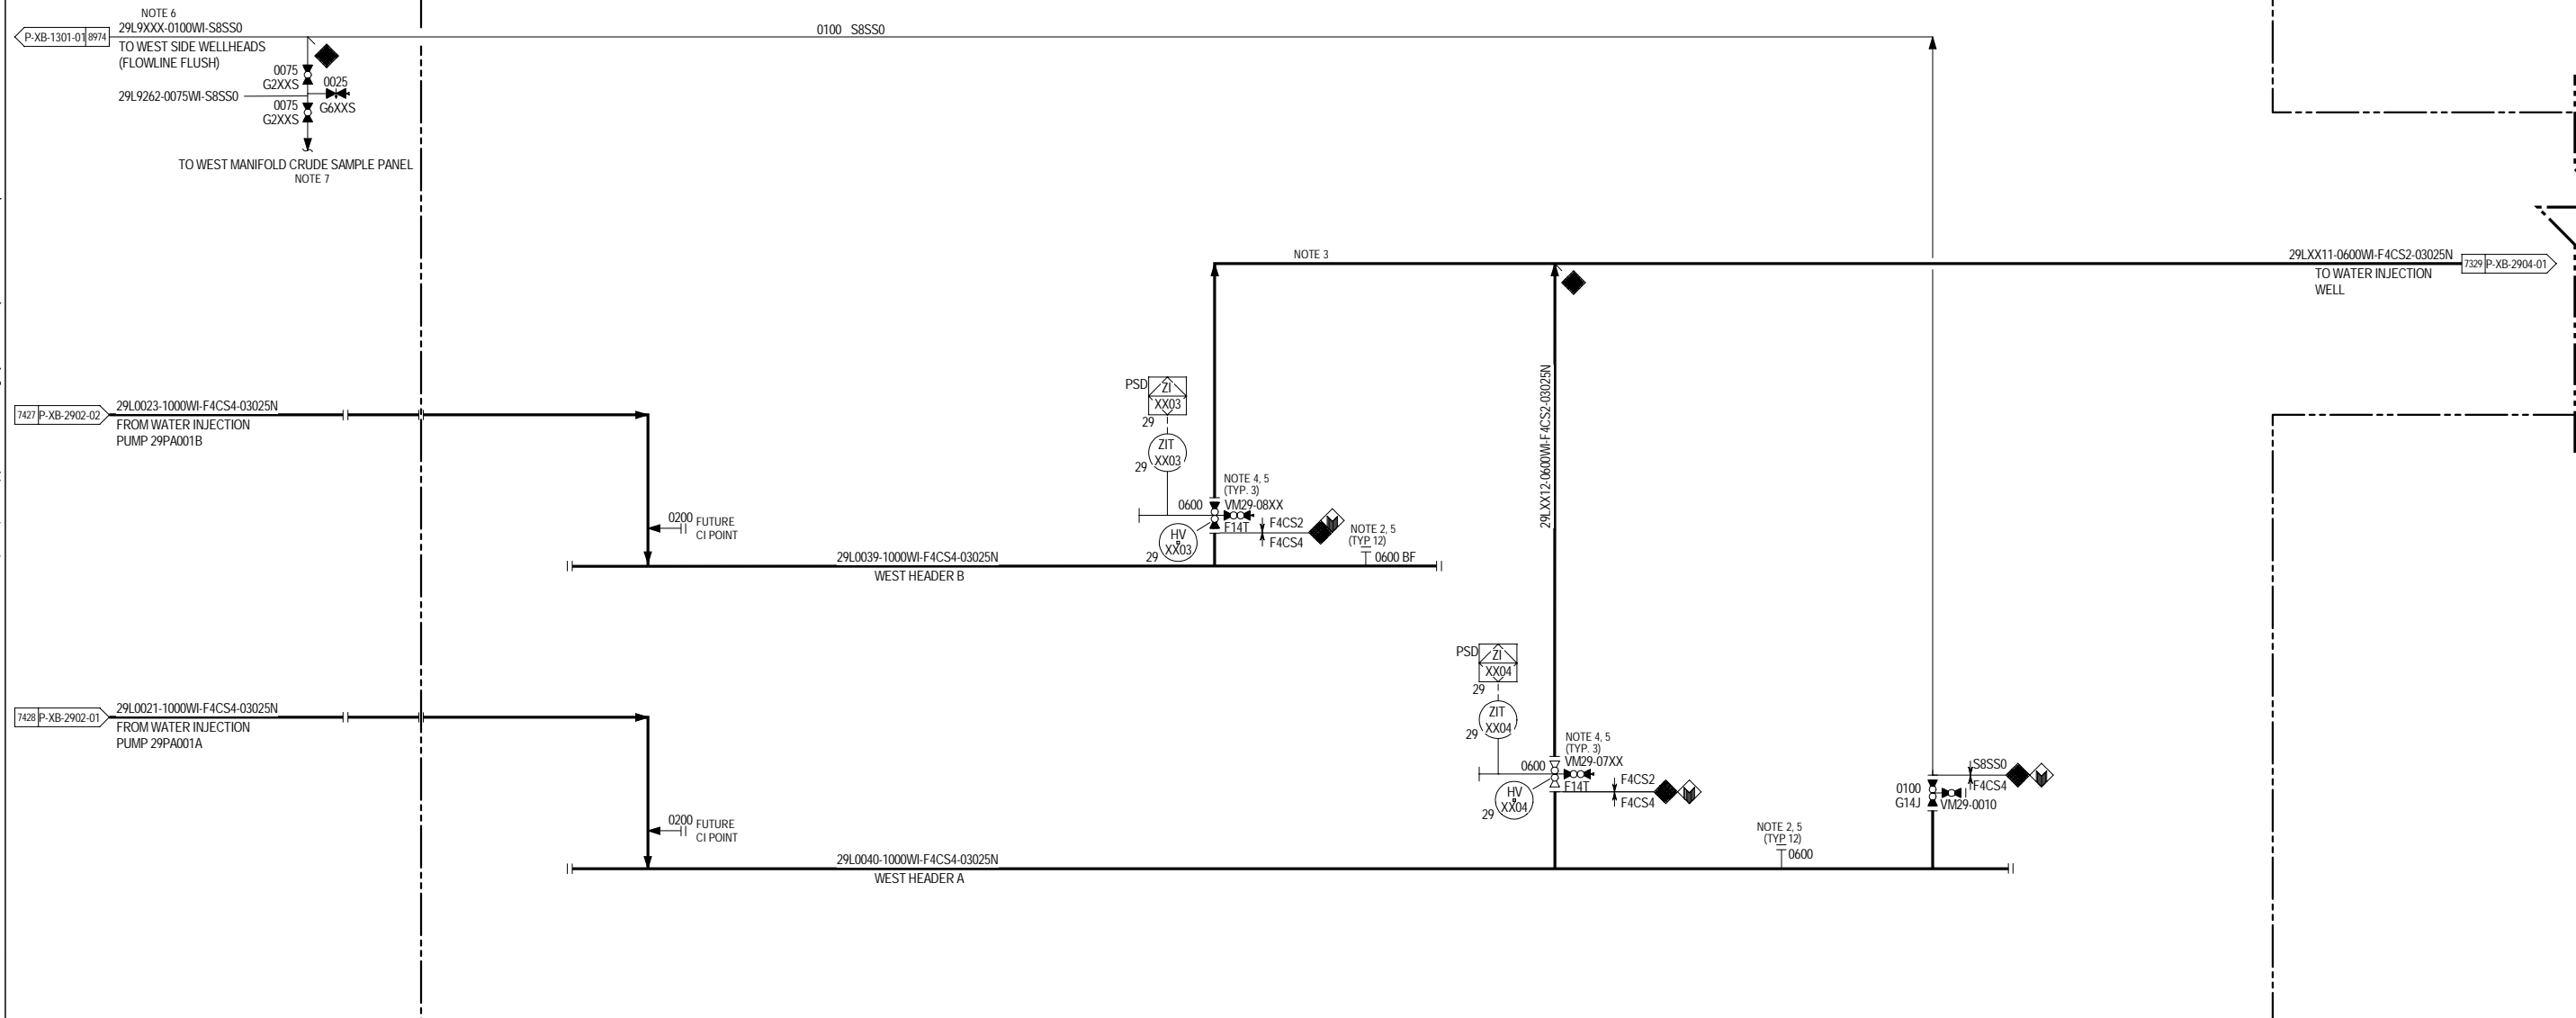 NOTE 6
29L9XXX-0100WI-S8SS0
P-XB-1301-01 8974
TO WEST SIDE WELLHEADS
(FLOWLINE FLUSH)
0100 S8SS0
0075
G2XXS
0025
G6XXS
29L9262-0075WI-S8SS0
0075
G2XXS
TO WEST MANIFOLD CRUDE SAMPLE PANEL
NOTE 7
NOTE 3
29LXX11-0600WI-F4CS2-03025N
7329 P-XB-2904-01
TO WATER INJECTION
WELL
7427 P-XB-2902-02
29L0023-1000WI-F4CS4-03025N
FROM WATER INJECTION
PUMP 29PA001B
0200 FUTURE
CI POINT
29L0039-1000WI-F4CS4-03025N
WEST HEADER B
PSD
ZI
XX03
29
ZIT
XX03
29
0600
NOTE 4, 5
(TYP. 3)
VM29-08XX
F14T
HV
XX03
29
F4CS2
F4CS4
NOTE 2, 5
(TYP 12)
0600 BF
29LXX12-0600WI-F4CS2-03025N
7428 P-XB-2902-01
29L0021-1000WI-F4CS4-03025N
FROM WATER INJECTION
PUMP 29PA001A
0200 FUTURE
CI POINT
29L0040-1000WI-F4CS4-03025N
WEST HEADER A
PSD
ZI
XX04
29
ZIT
XX04
29
0600
NOTE 4, 5
(TYP. 3)
VM29-07XX
F14T
HV
XX04
29
F4CS2
F4CS4
NOTE 2, 5
(TYP 12)
0600
0100
G14J
VM29-0010
S8SS0
F4CS4